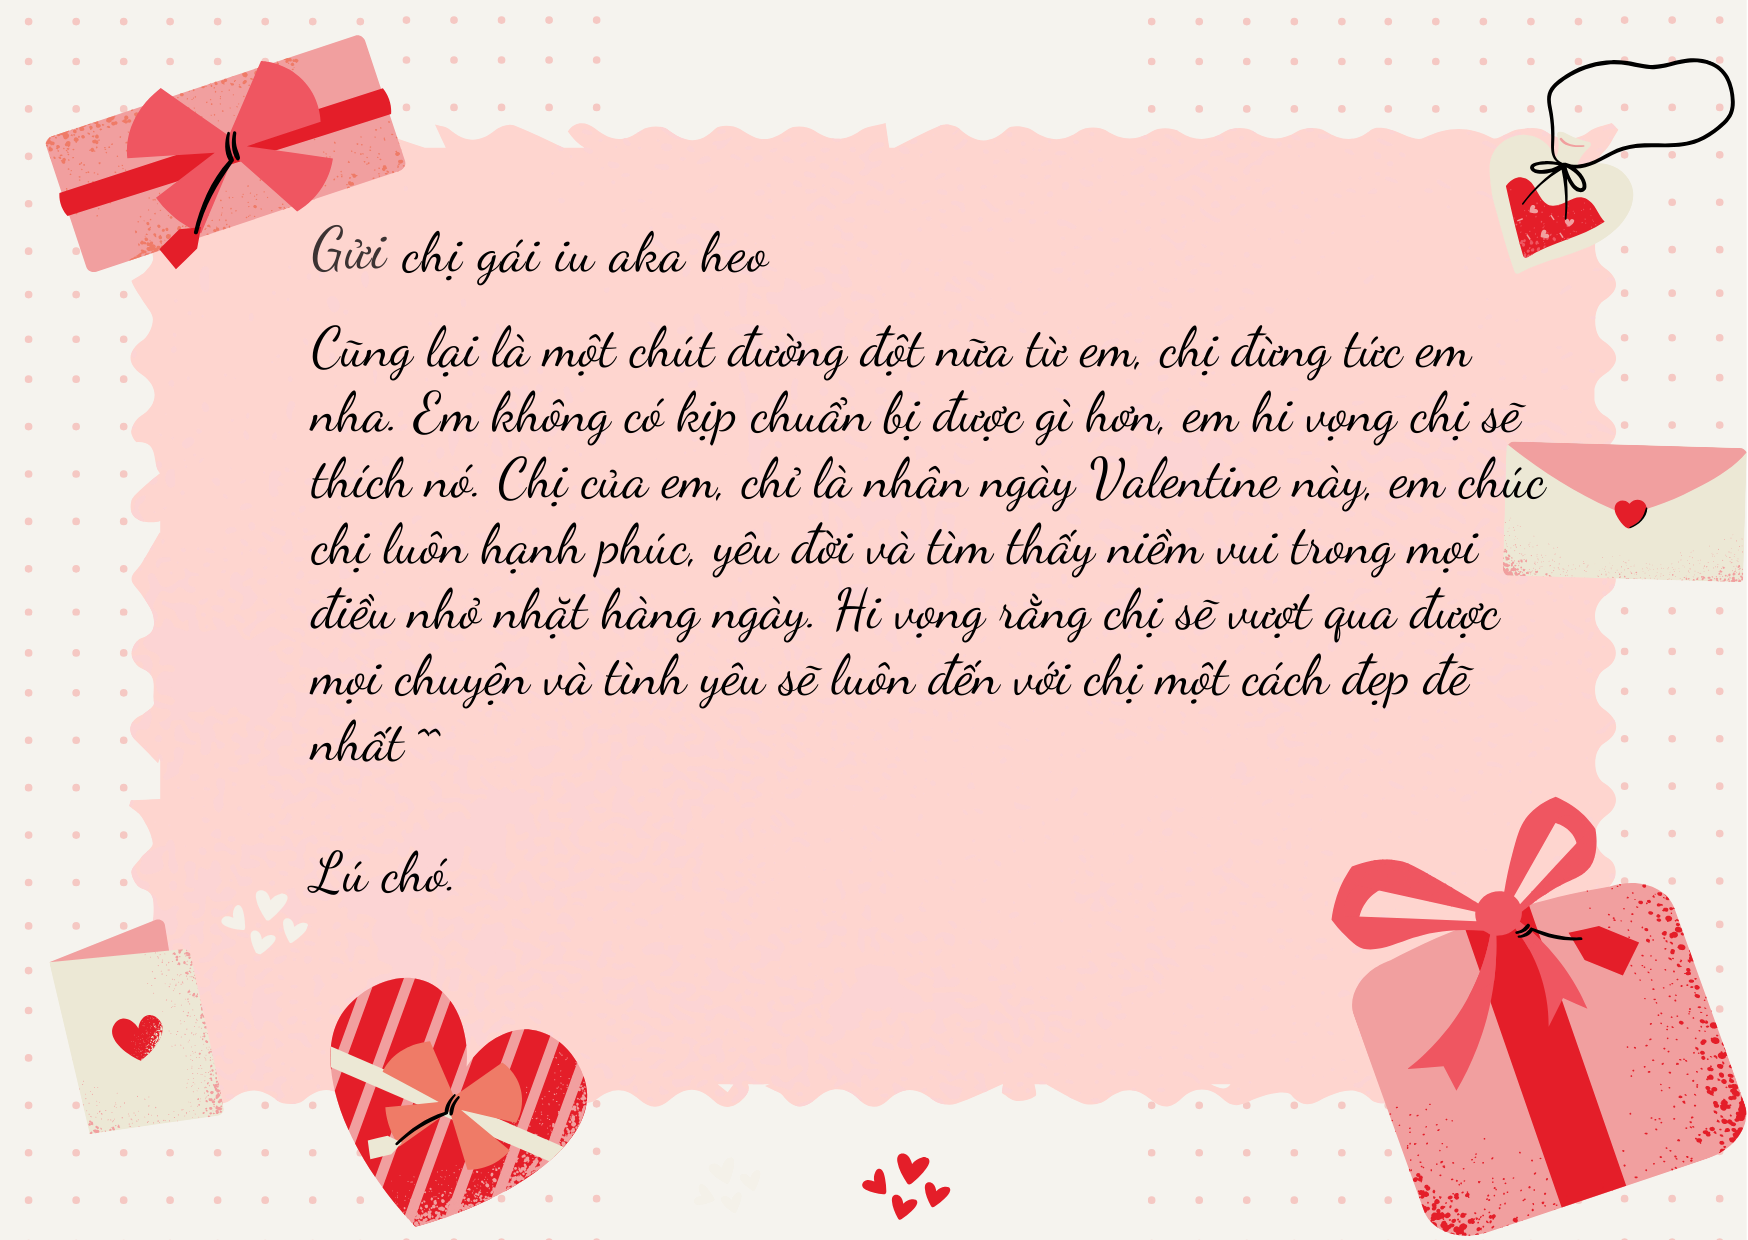 Gửi chị gái iu aka heo
Cũng lại là một chút đường đột nữa từ em, chị đừng tức em
nha. Em không có kịp chuẩn bị được gì hơn, em hi vọng chị sẽ
thích nó. Chị của em, chỉ là nhân ngày Valentine này, em chúc
chị luôn hạnh phúc, yêu đời và tìm thấy niềm vui trong mọi
điều nhỏ nhặt hàng ngày. Hi vọng rằng chị sẽ vượt qua được
mọi chuyện và tình yêu sẽ luôn đến với chị một cách đẹp đẽ
nhất ^^
Lú chó.